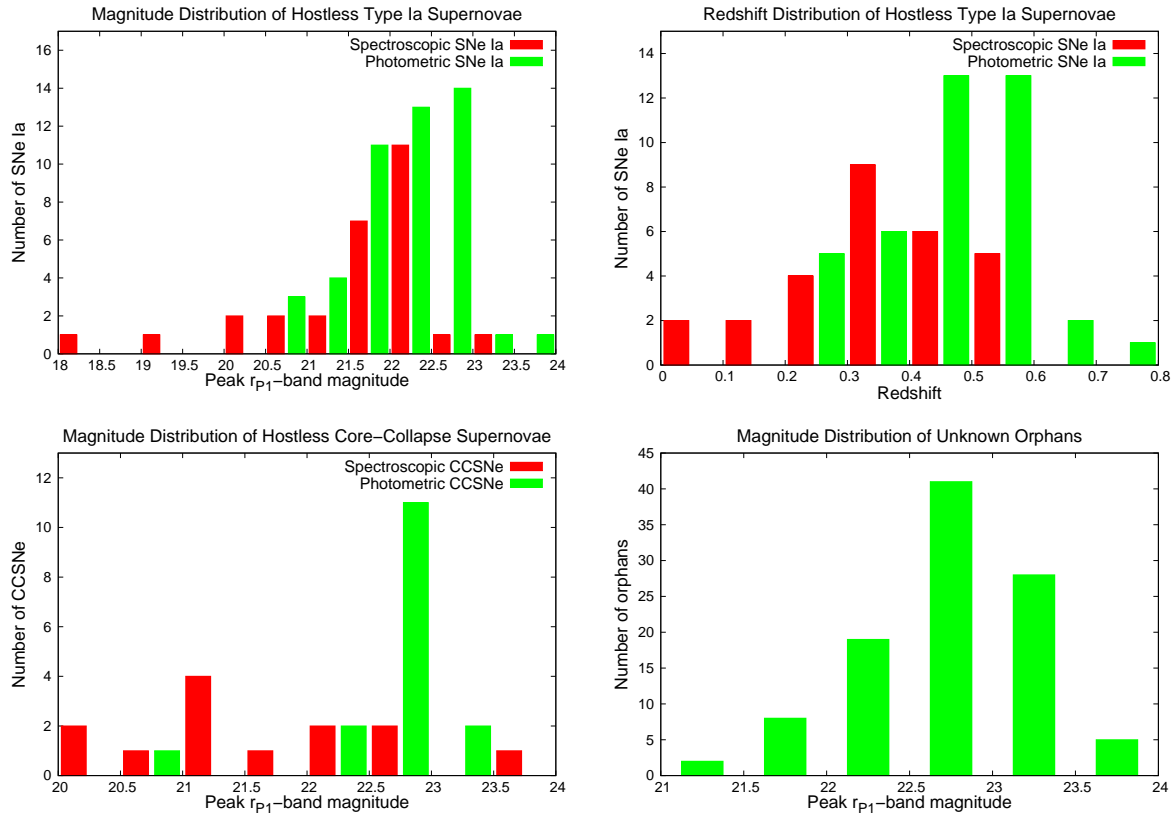 Magnitude Distribution of Hostless Type Ia Supernovae
Spectroscopic SNe Ia
Photometric SNe Ia
Number of SNe Ia
16
14
12
10
8
6
4
2
0
18 18.5 19 19.5 20 20.5 21 21.5 22 22.5 23 23.5 24
Peak rP1-band magnitude
Redshift Distribution of Hostless Type Ia Supernovae
Spectroscopic SNe Ia
Photometric SNe Ia
Number of SNe Ia
14
12
10
8
6
4
2
0
0 0.1 0.2 0.3 0.4 0.5 0.6 0.7 0.8
Redshift
Magnitude Distribution of Hostless Core-Collapse Supernovae
Spectroscopic CCSNe
Photometric CCSNe
Number of CCSNe
12
10
8
6
4
2
0
20 20.5 21 21.5 22 22.5 23 23.5 24
Peak rP1-band magnitude
Magnitude Distribution of Unknown Orphans
Number of orphans
45
40
35
30
25
20
15
10
5
0
21 21.5 22 22.5 23 23.5 24
Peak rP1-band magnitude